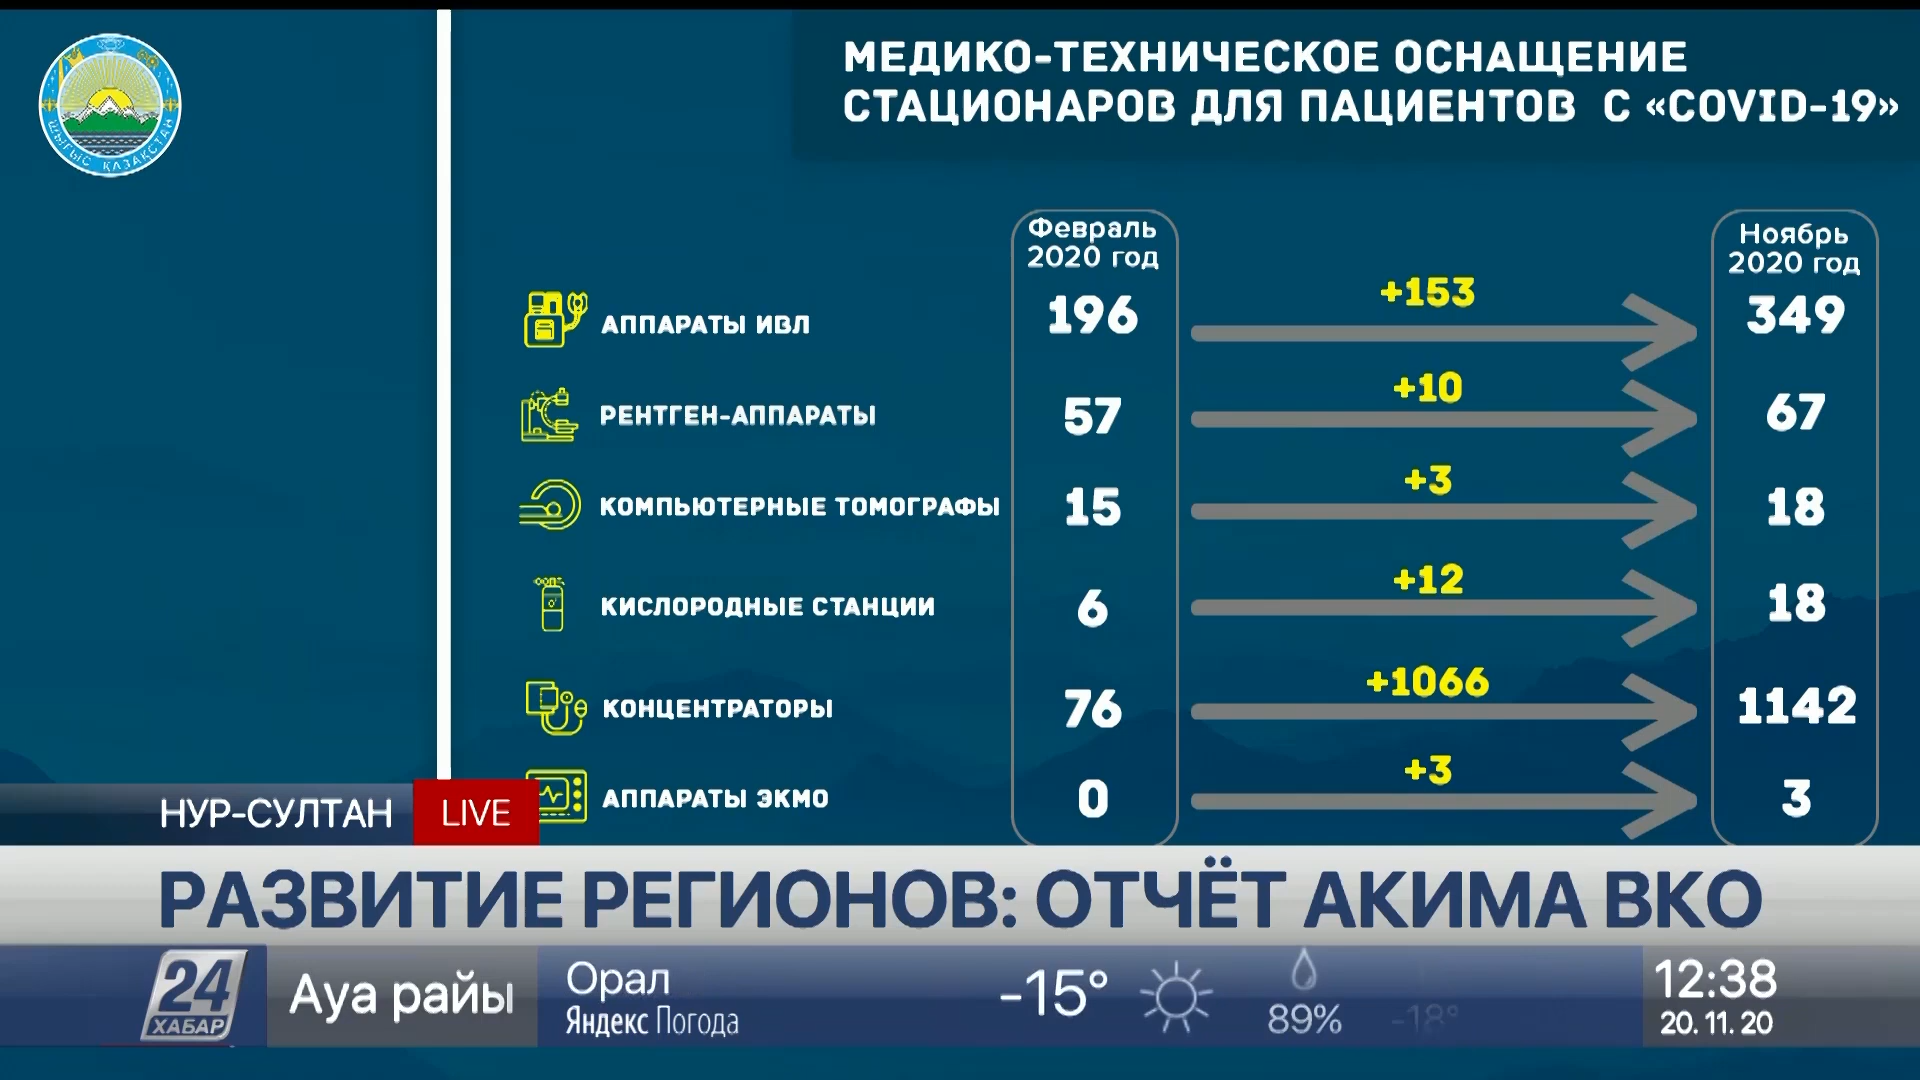 ШЫҒЫС ҚАЗАҚСТАН
МЕДИКО-ТЕХНИЧЕСКОЕ ОСНАЩЕНИЕ
СТАЦИОНАРОВ ДЛЯ ПАЦИЕНТОВ С «COVID-19»
Февраль
2020 год
Ноябрь
2020 год
АППАРАТЫ ИВЛ 196 +153 349
РЕНТГЕН-АППАРАТЫ 57 +10 67
КОМПЬЮТЕРНЫЕ ТОМОГРАФЫ 15 +3 18
КИСЛОРОДНЫЕ СТАНЦИИ 6 +12 18
КОНЦЕНТРАТОРЫ 76 +1066 1142
АППАРАТЫ ЭКМО 0 +3 3
НУР-СУЛТАН LIVE
РАЗВИТИЕ РЕГИОНОВ: ОТЧЁТ АКИМА ВКО
24
ХАБАР
Ауа райы
Орал
Яндекс Погода
-15°
89%
-18°
12:38
20. 11. 20